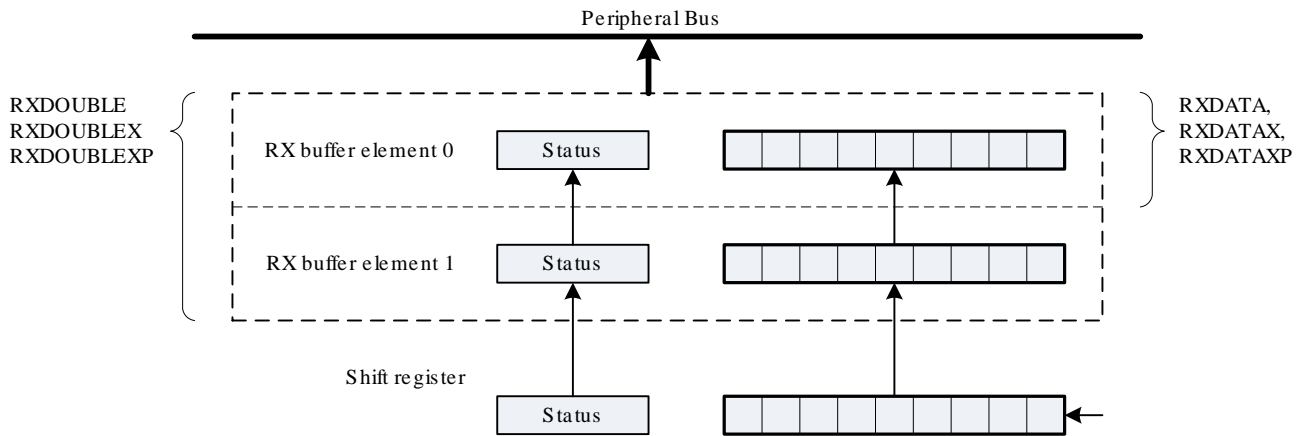 Peripheral Bus
RXDOUBLE
RXDOUBLEX
RXDOUBLEXP
RXDATA,
RXDATAX,
RXDATAXP
RX buffer element 0
Status
RX buffer element 1
Status
Shift register
Status